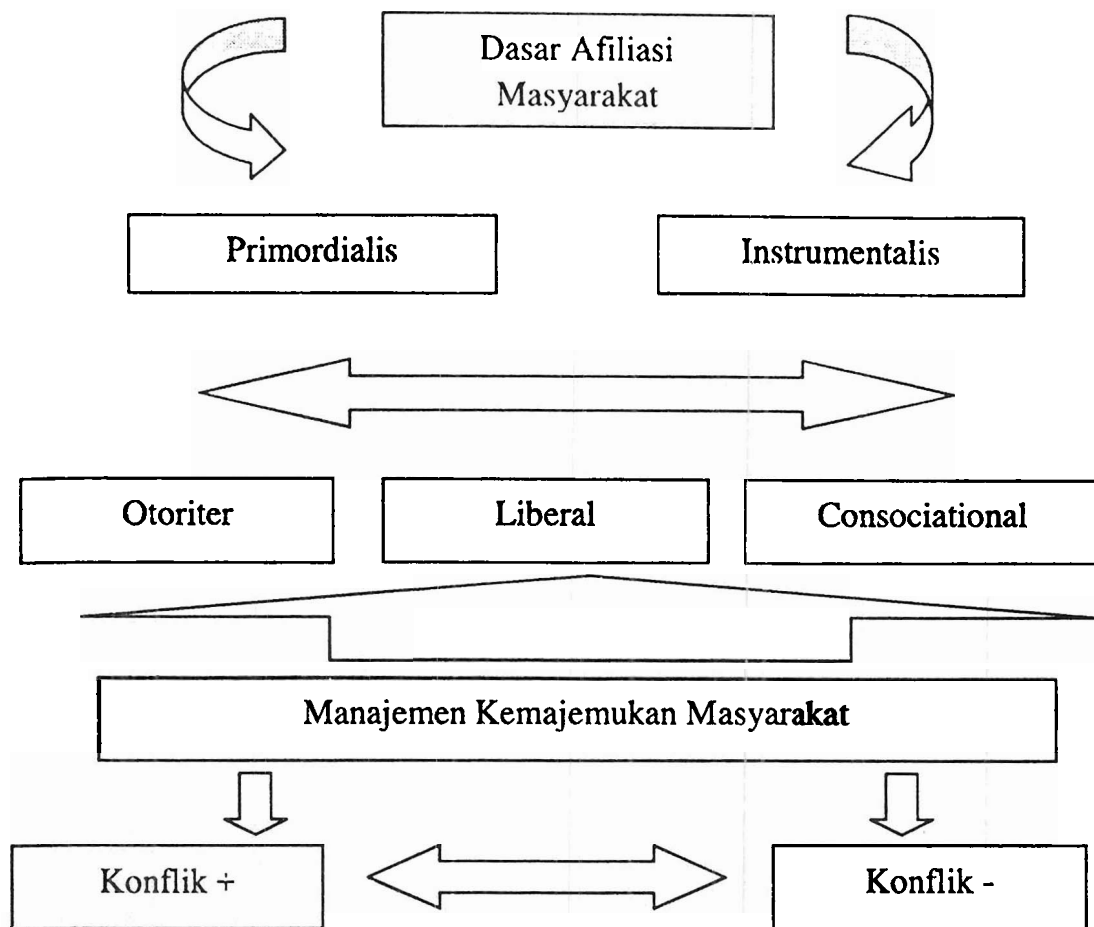 Dasar Afiliasi
Masyarakat
Primordialis
Instrumentalis
Otoriter
Liberal
Consociational
Manajemen Kemajemukan Masyarakat
Konflik +
Konflik -